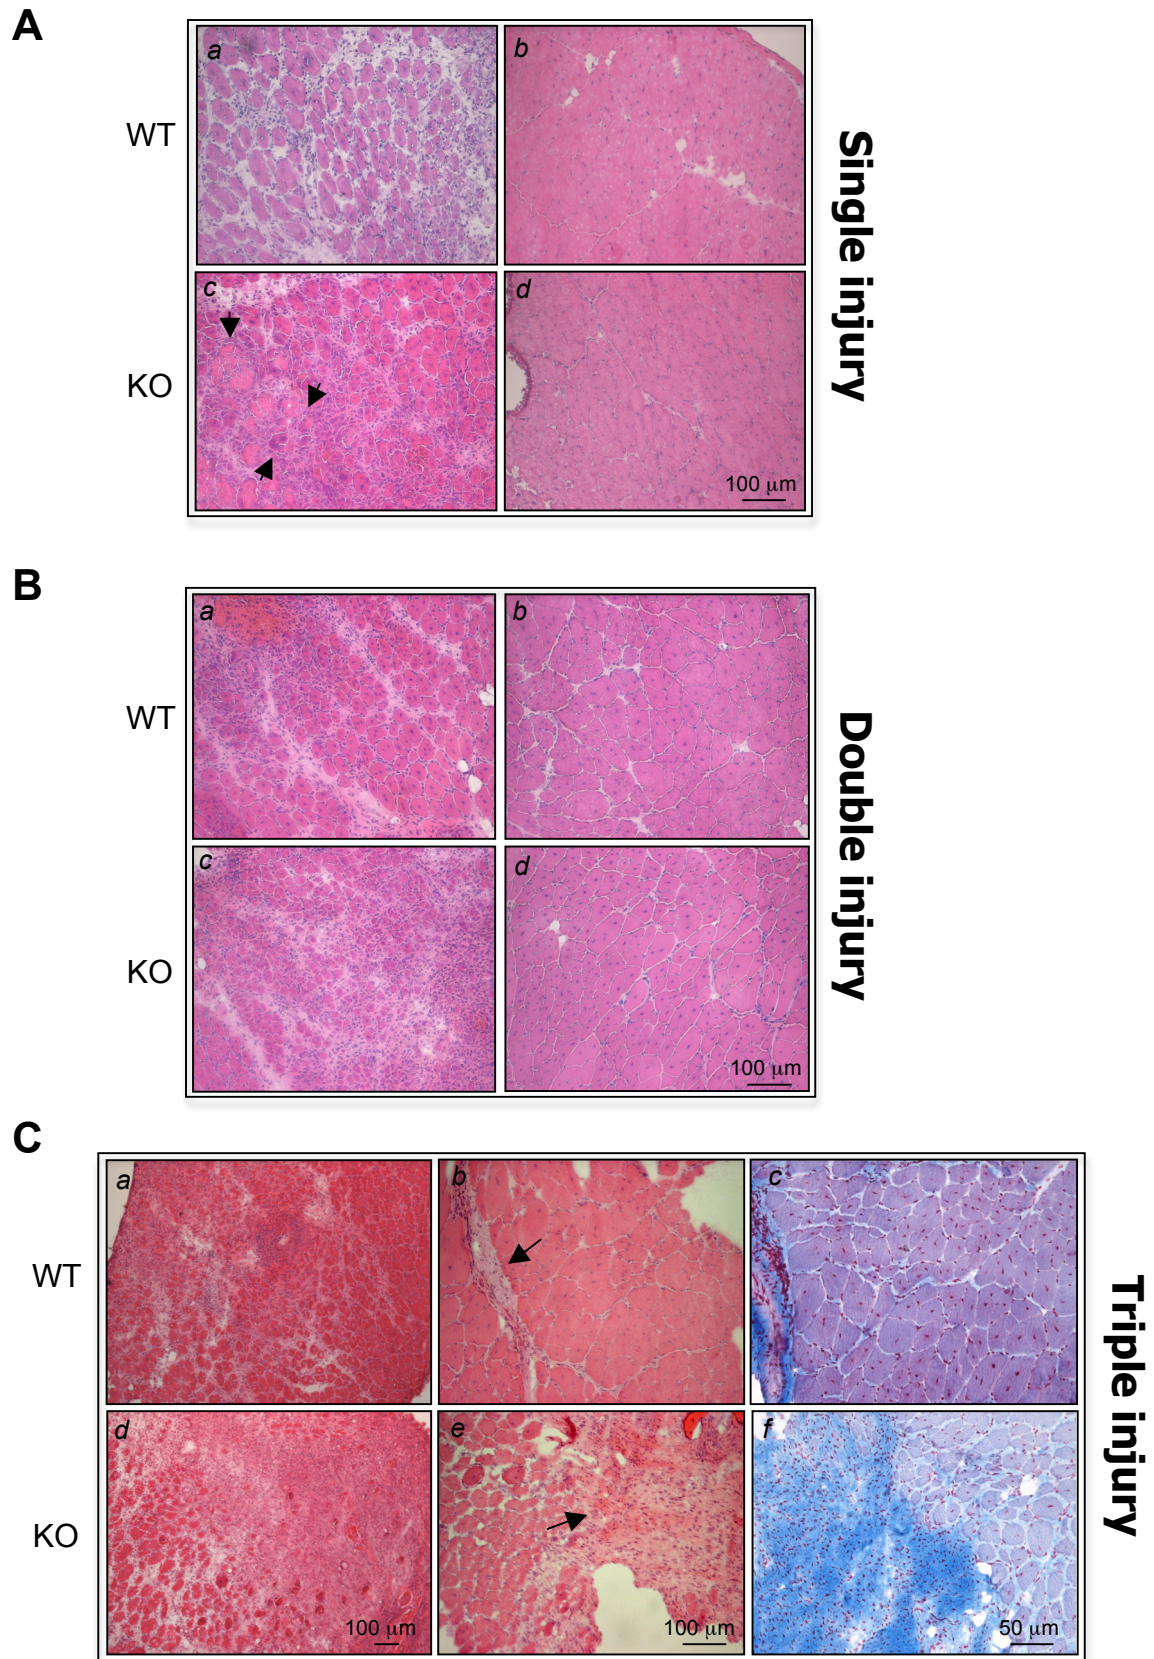 A
a
b
WT
c
d
KO
100 μm
Single injury
B
a
b
WT
c
d
KO
100 μm
Double injury
C
a
b
c
WT
d
e
f
KO
100 μm
100 μm
50 μm
Triple injury